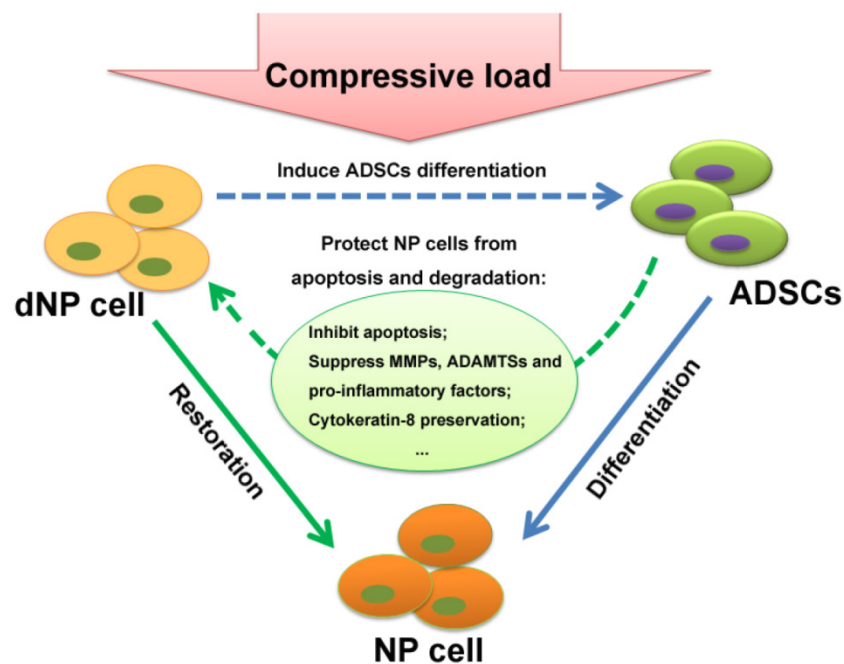 Compressive load
Induce ADSCs differentiation
Protect NP cells from
apoptosis and degradation:
dNP cell
ADSCs
Inhibit apoptosis;
Suppress MMPs, ADAMTSs and
pro-inflammatory factors;
Cytokeratin-8 preservation;
...
Restoration
Differentiation
NP cell